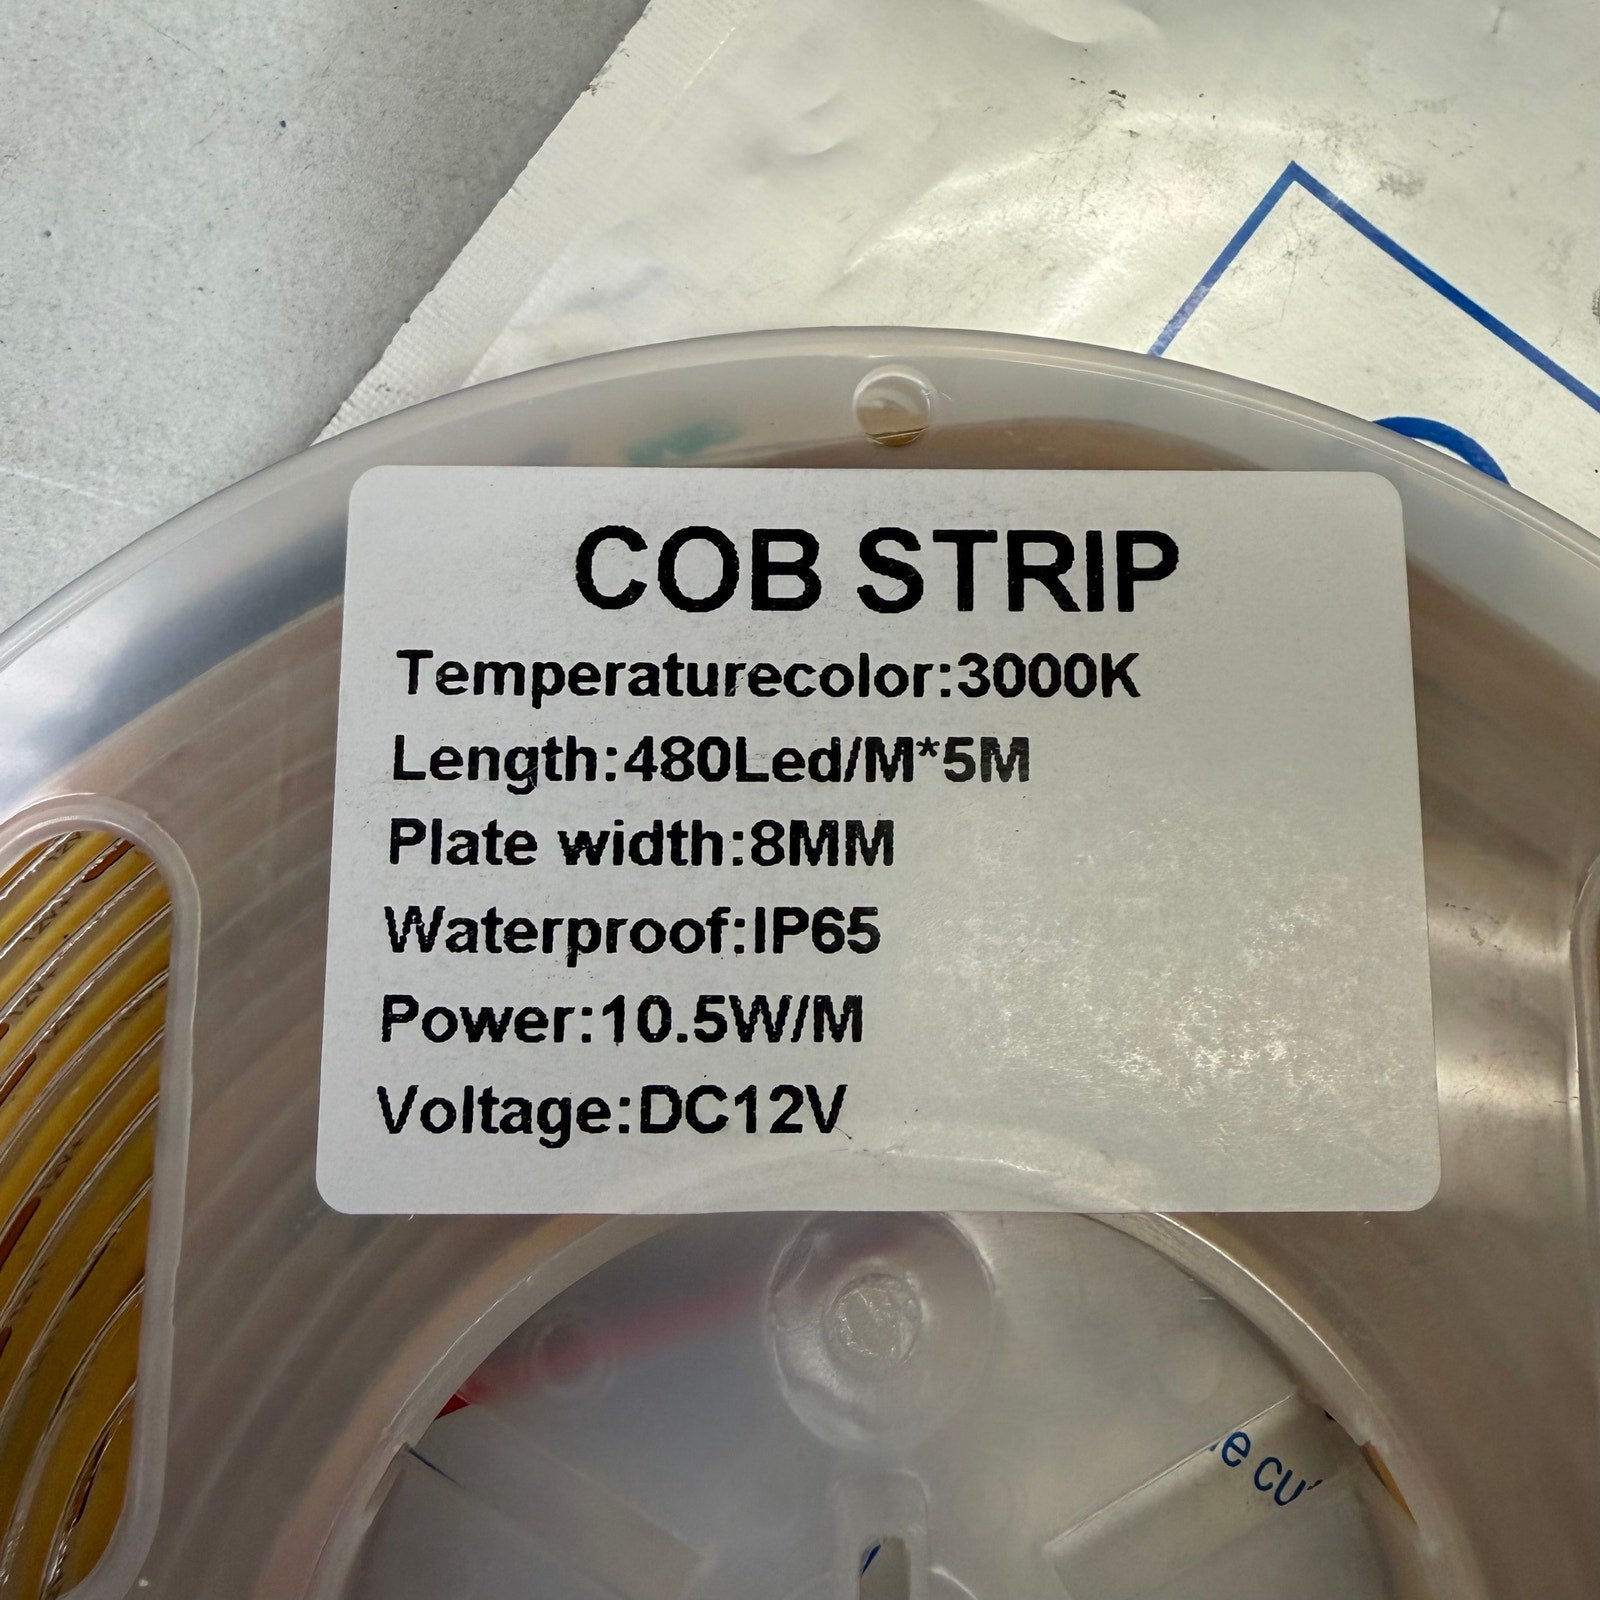 COB STRIP
Temperaturecolor:3000K
Length:480Led/M*5M
Plate width:8MM
Waterproof:IP65
Power:10.5W/M
Voltage:DC12V